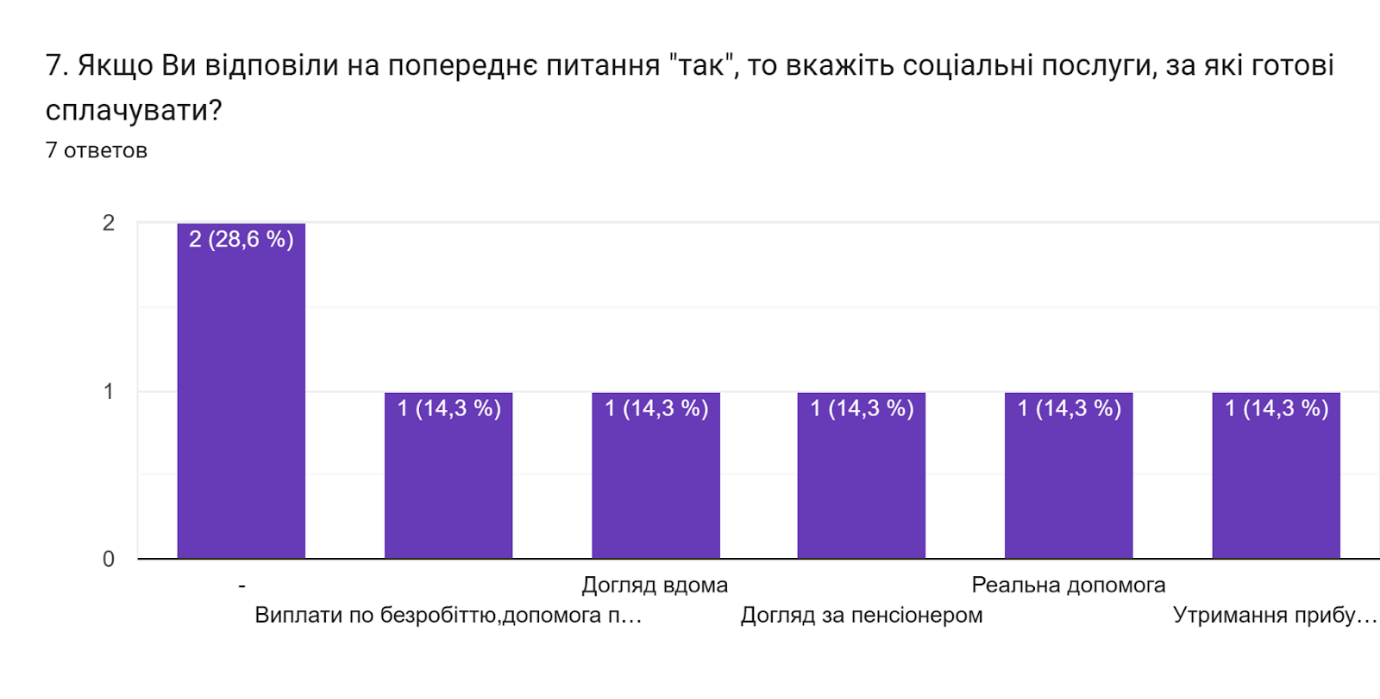 7. Якщо Ви відповіли на попереднє питання "так", то вкажіть соціальні послуги, за які готові
сплачувати?
7 ответов
2
2 (28,6 %)
1
1 (14,3 %)
1 (14,3 %)
1 (14,3 %)
1 (14,3 %)
1 (14,3 %)
0
-
Виплати по безробіттю,допомога п…
Догляд вдома
Догляд за пенсіонером
Реальна допомога
Утримання прибу…